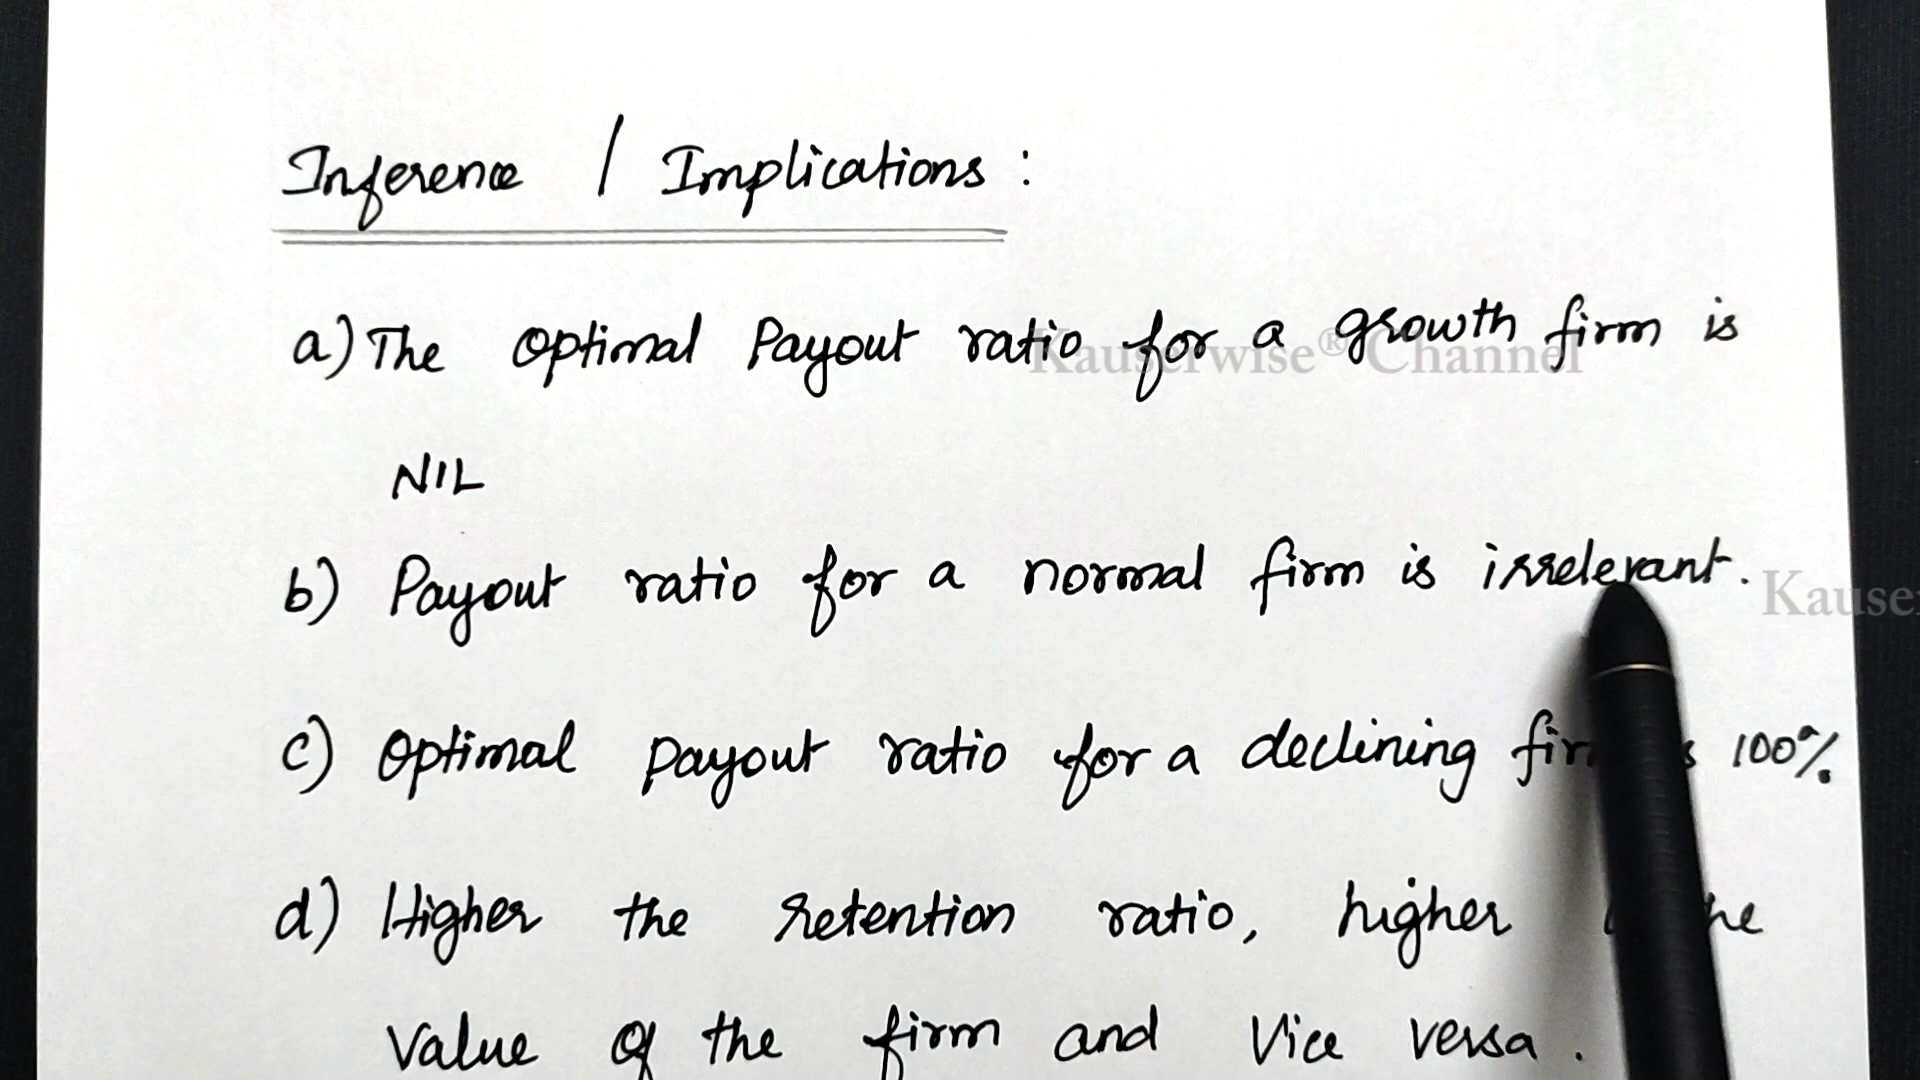 Inference / Implications :
a) The Optimal Payout ratio for a growth firm is
Kauserwise® Channel
NIL
b) Payout ratio for a normal firm is irrelevant.
c) Optimal payout ratio for a declining 100%
d) Higher the retention ratio, higher
Value of the firm and Vice versa .